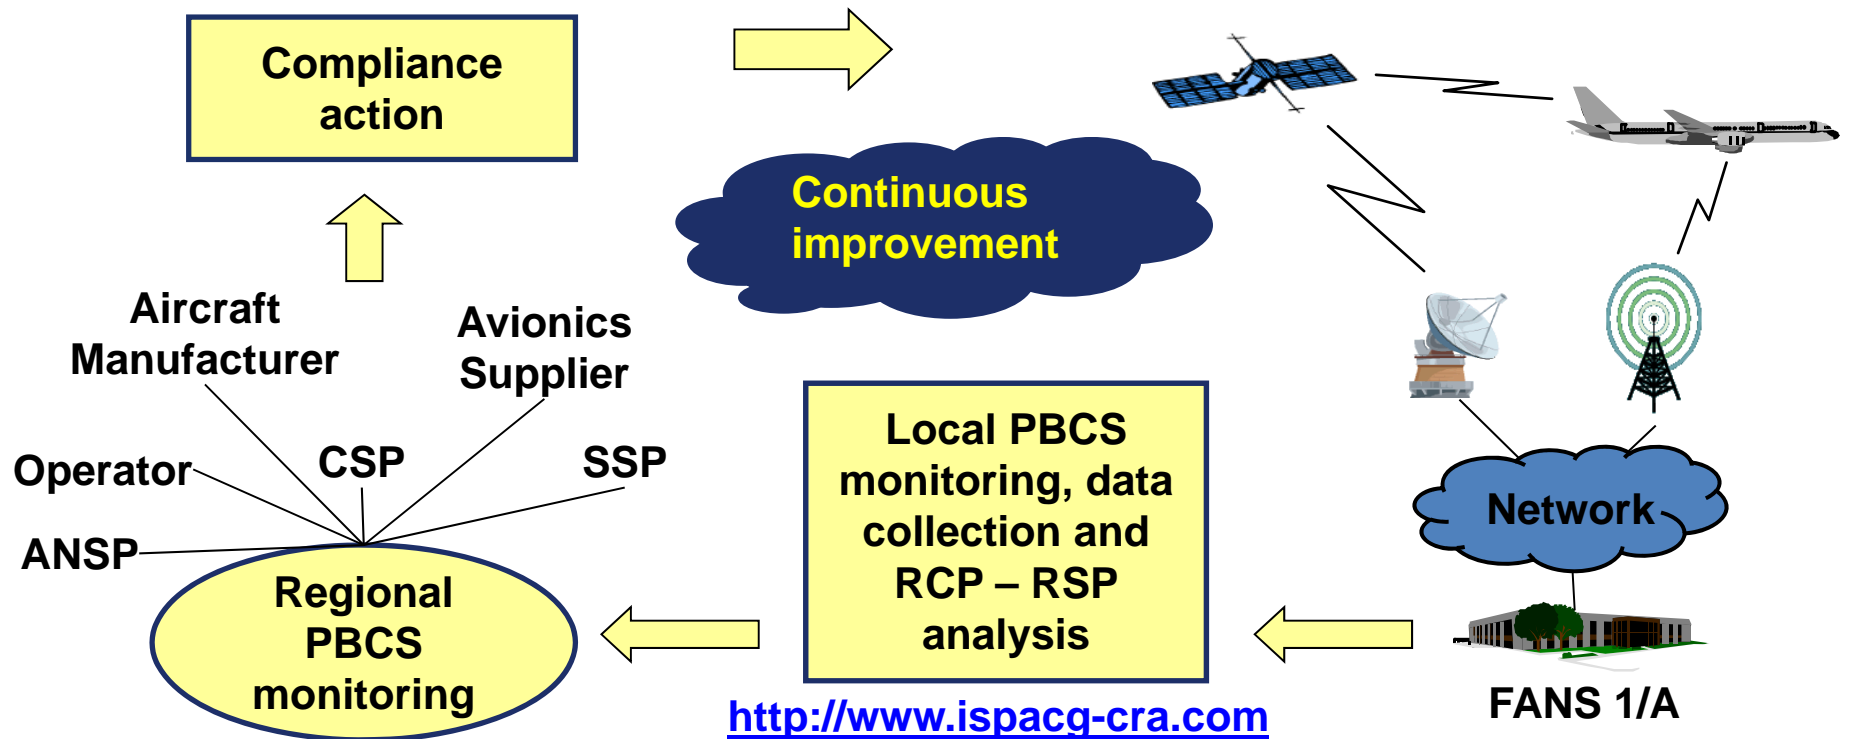 Compliance
action
Continuous
improvement
Aircraft
Manufacturer
Avionics
Supplier
Operator
CSP
SSP
ANSP
Regional
PBCS
monitoring
Local PBCS
monitoring, data
collection and
RCP – RSP
analysis
http://www.ispacg-cra.com
Network
FANS 1/A